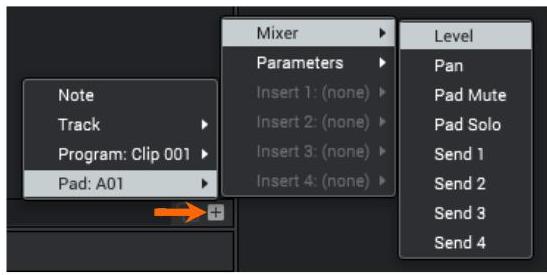 Note
Track
Program: Clip 001
Pad: A01
Mixer
Parameters
Insert 1: (none)
Insert 2: (none)
Insert 3: (none)
Insert 4: (none)
Level
Pan
Pad Mute
Pad Solo
Send 1
Send 2
Send 3
Send 4